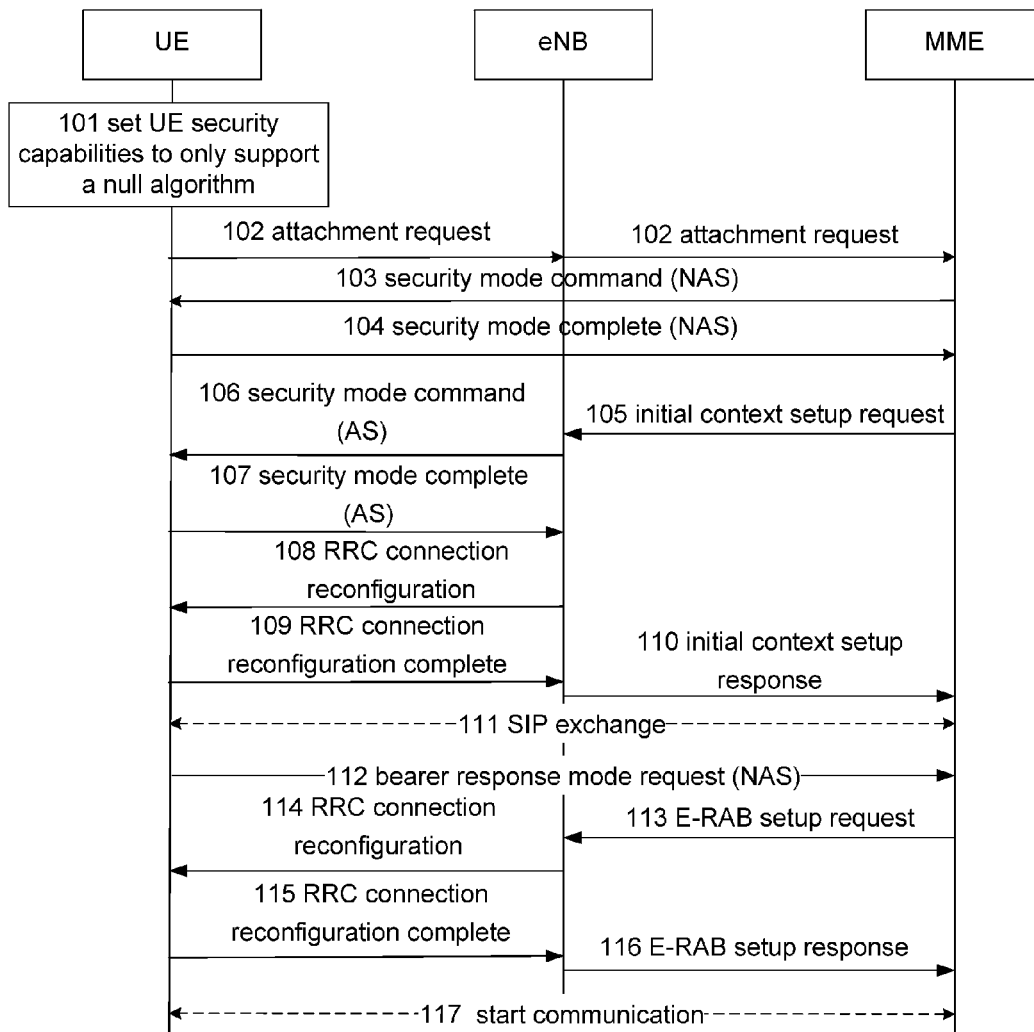 UE
eNB
MME
101 set UE security
capabilities to only support
a null algorithm
102 attachment request
102 attachment request
103 security mode command (NAS)
104 security mode complete (NAS)
106 security mode command
(AS)
105 initial context setup request
107 security mode complete
(AS)
108 RRC connection
reconfiguration
109 RRC connection
reconfiguration complete
110 initial context setup
response
111 SIP exchange
112 bearer response mode request (NAS)
114 RRC connection
reconfiguration
113 E-RAB setup request
115 RRC connection
reconfiguration complete
116 E-RAB setup response
117 start communication